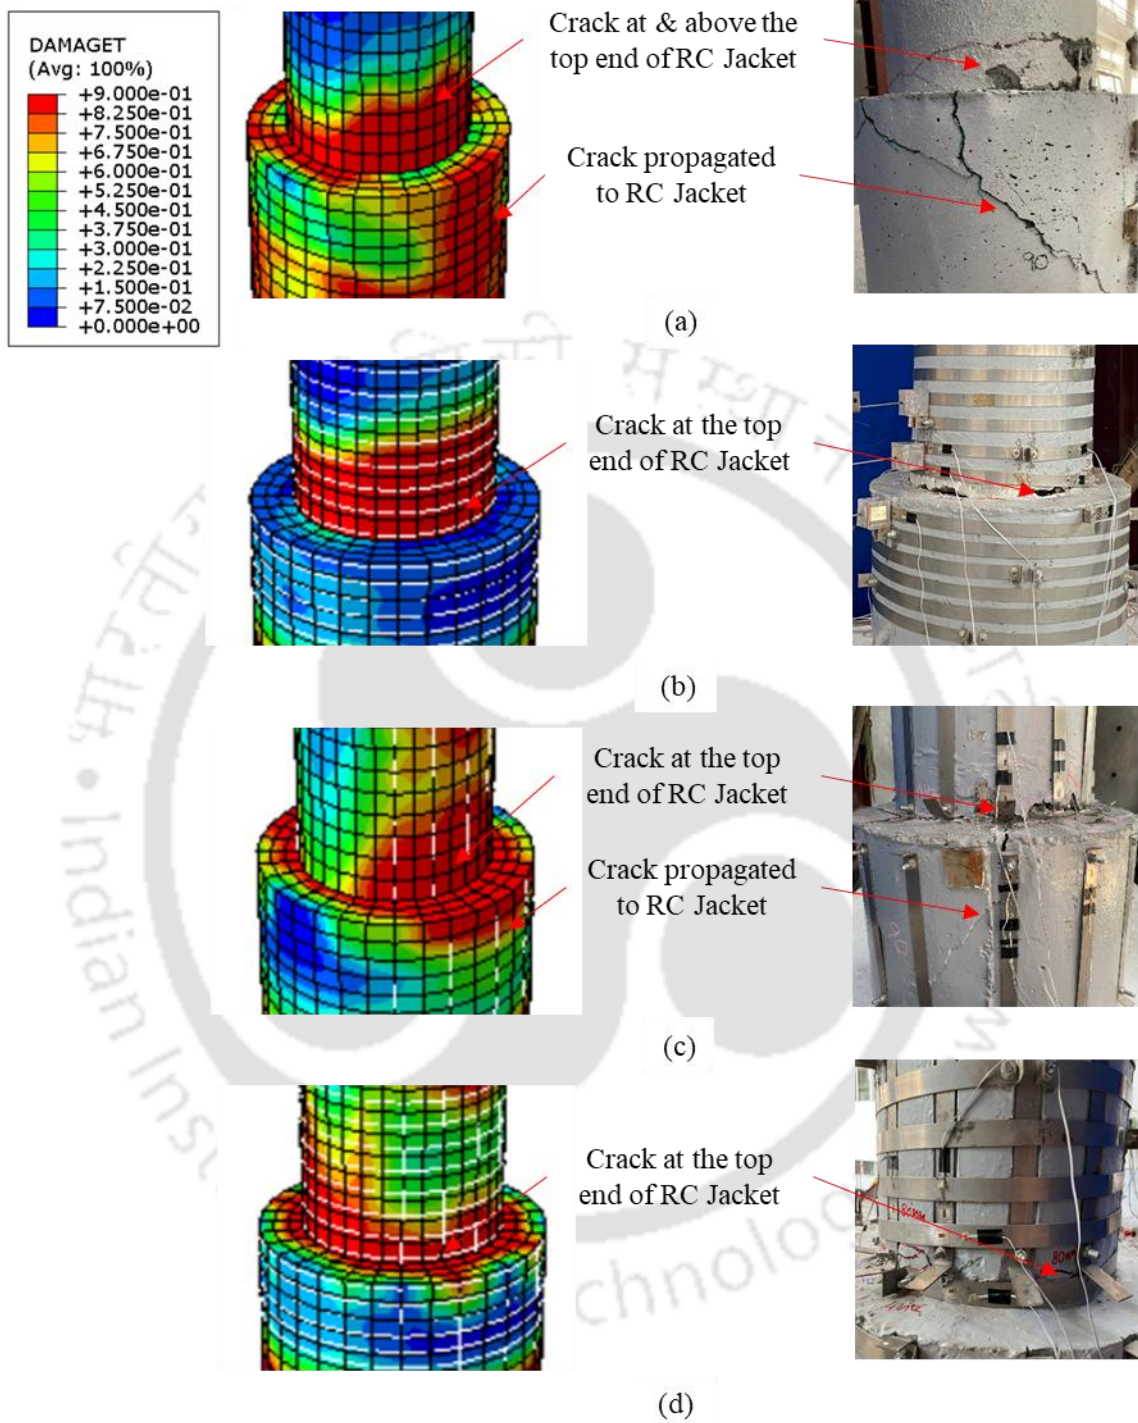 DAMAGET
(Avg: 100%)
+9.000e-01
+8.250e-01
+7.500e-01
+6.750e-01
+6.000e-01
+5.250e-01
+4.500e-01
+3.750e-01
+3.000e-01
+2.250e-01
+1.500e-01
+7.500e-02
+0.000e+00
Crack at & above the
top end of RC Jacket
Crack propagated
to RC Jacket
90
(a)
Crack at the top
end of RC Jacket
(b)
Crack at the top
end of RC Jacket
Crack propagated
to RC Jacket
(c)
Crack at the top
end of RC Jacket
(d)
Indian Inst
chnolo